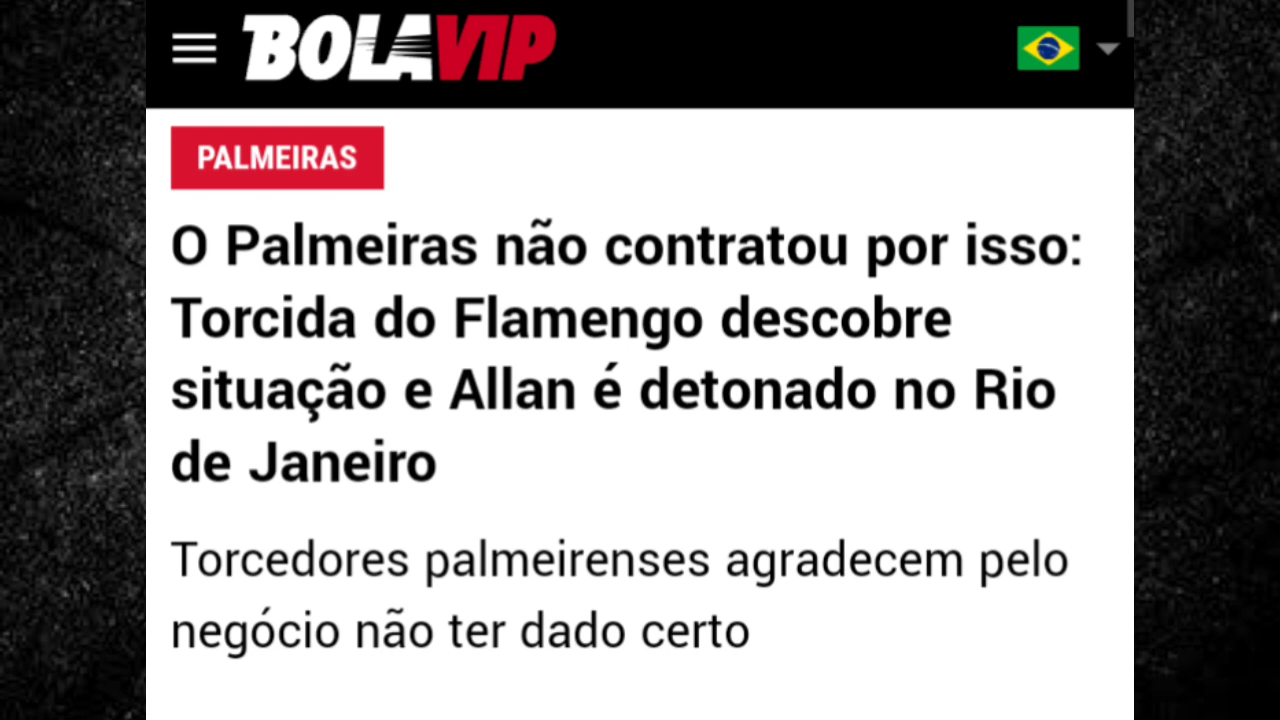 BOLAVIP
PALMEIRAS
O Palmeiras não contratou por isso:
Torcida do Flamengo descobre
situação e Allan é detonado no Rio
de Janeiro
Torcedores palmeirenses agradecem pelo
negócio não ter dado certo